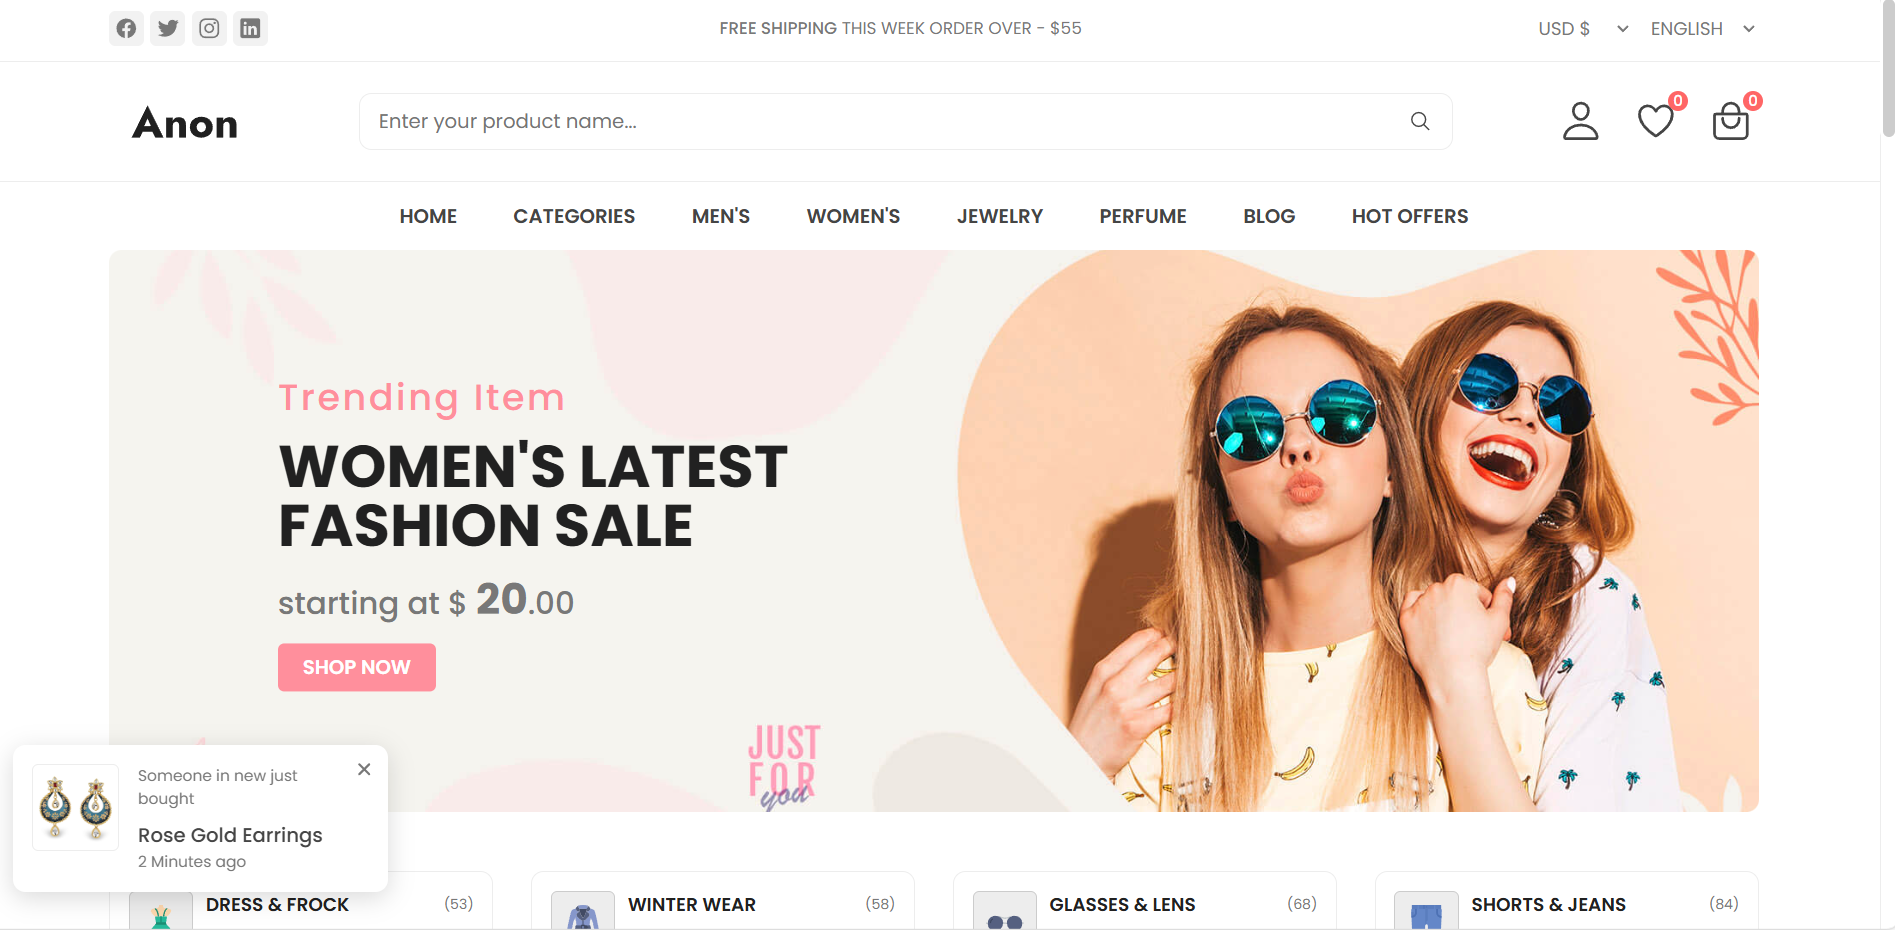 FREE SHIPPING THIS WEEK ORDER OVER - $55
USD $
ENGLISH
Anon
Enter your product name...
0
0
HOME
CATEGORIES
MEN'S
WOMEN'S
JEWELRY
PERFUME
BLOG
HOT OFFERS
Trending Item
WOMEN'S LATEST
FASHION SALE
starting at $ 20.00
SHOP NOW
JUST
FOR
you
Someone in new just
bought
Rose Gold Earrings
2 Minutes ago
DRESS & FROCK
(53)
WINTER WEAR
(58)
GLASSES & LENS
(68)
SHORTS & JEANS
(84)